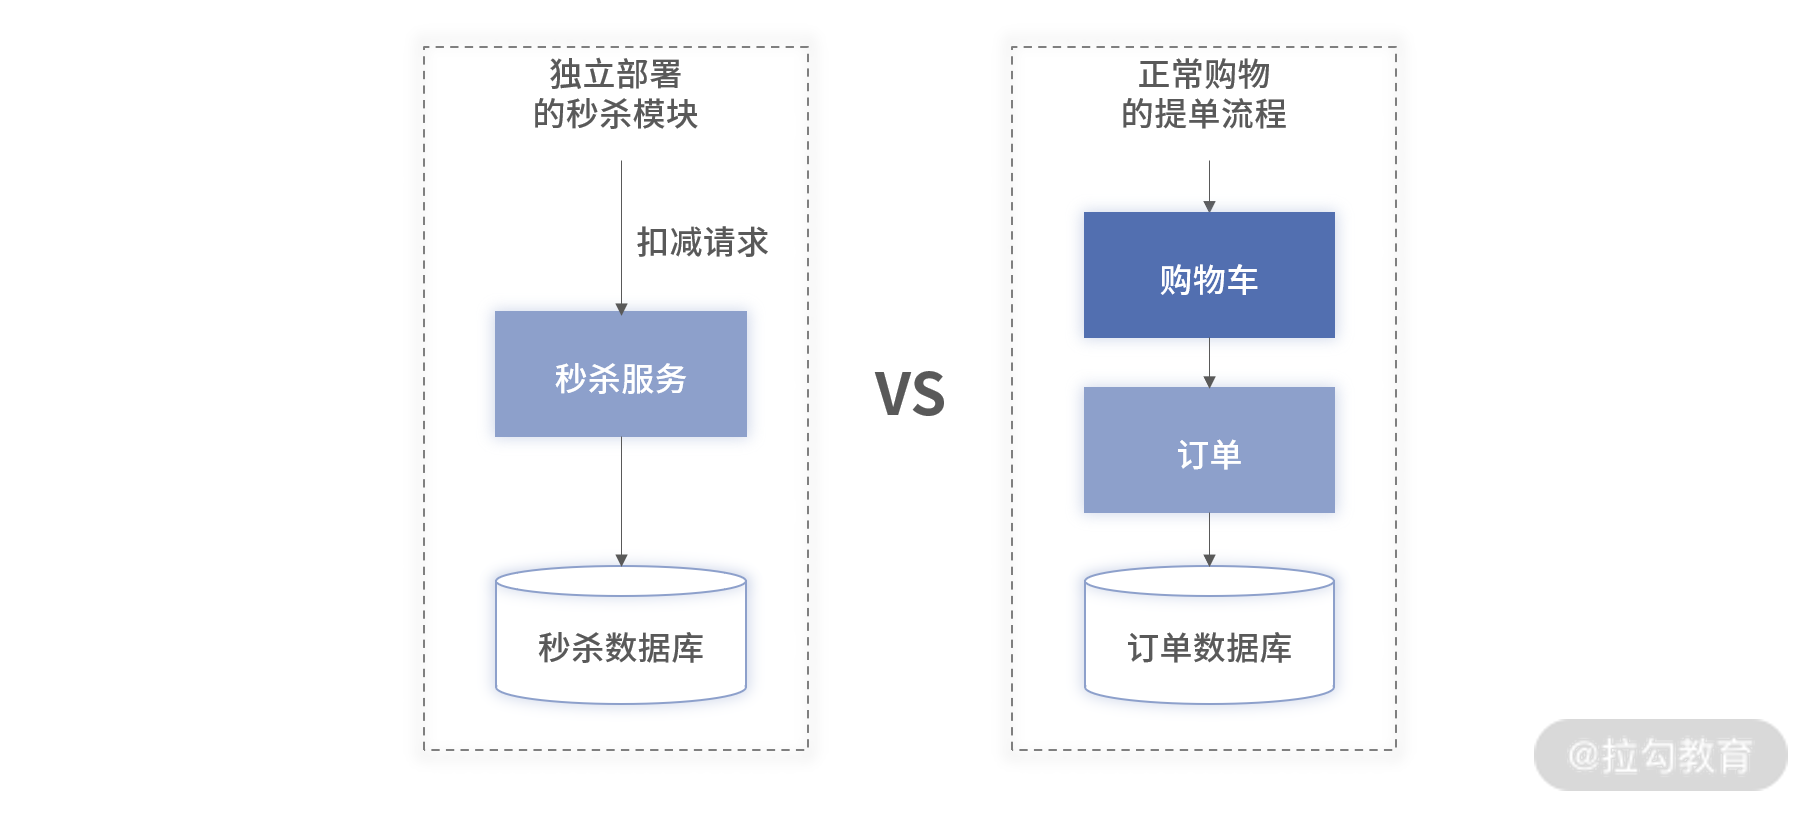 独立部署
的秒杀模块
扣减请求
秒杀服务
秒杀数据库
VS
正常购物
的提单流程
购物车
订单
订单数据库
@拉勾教育